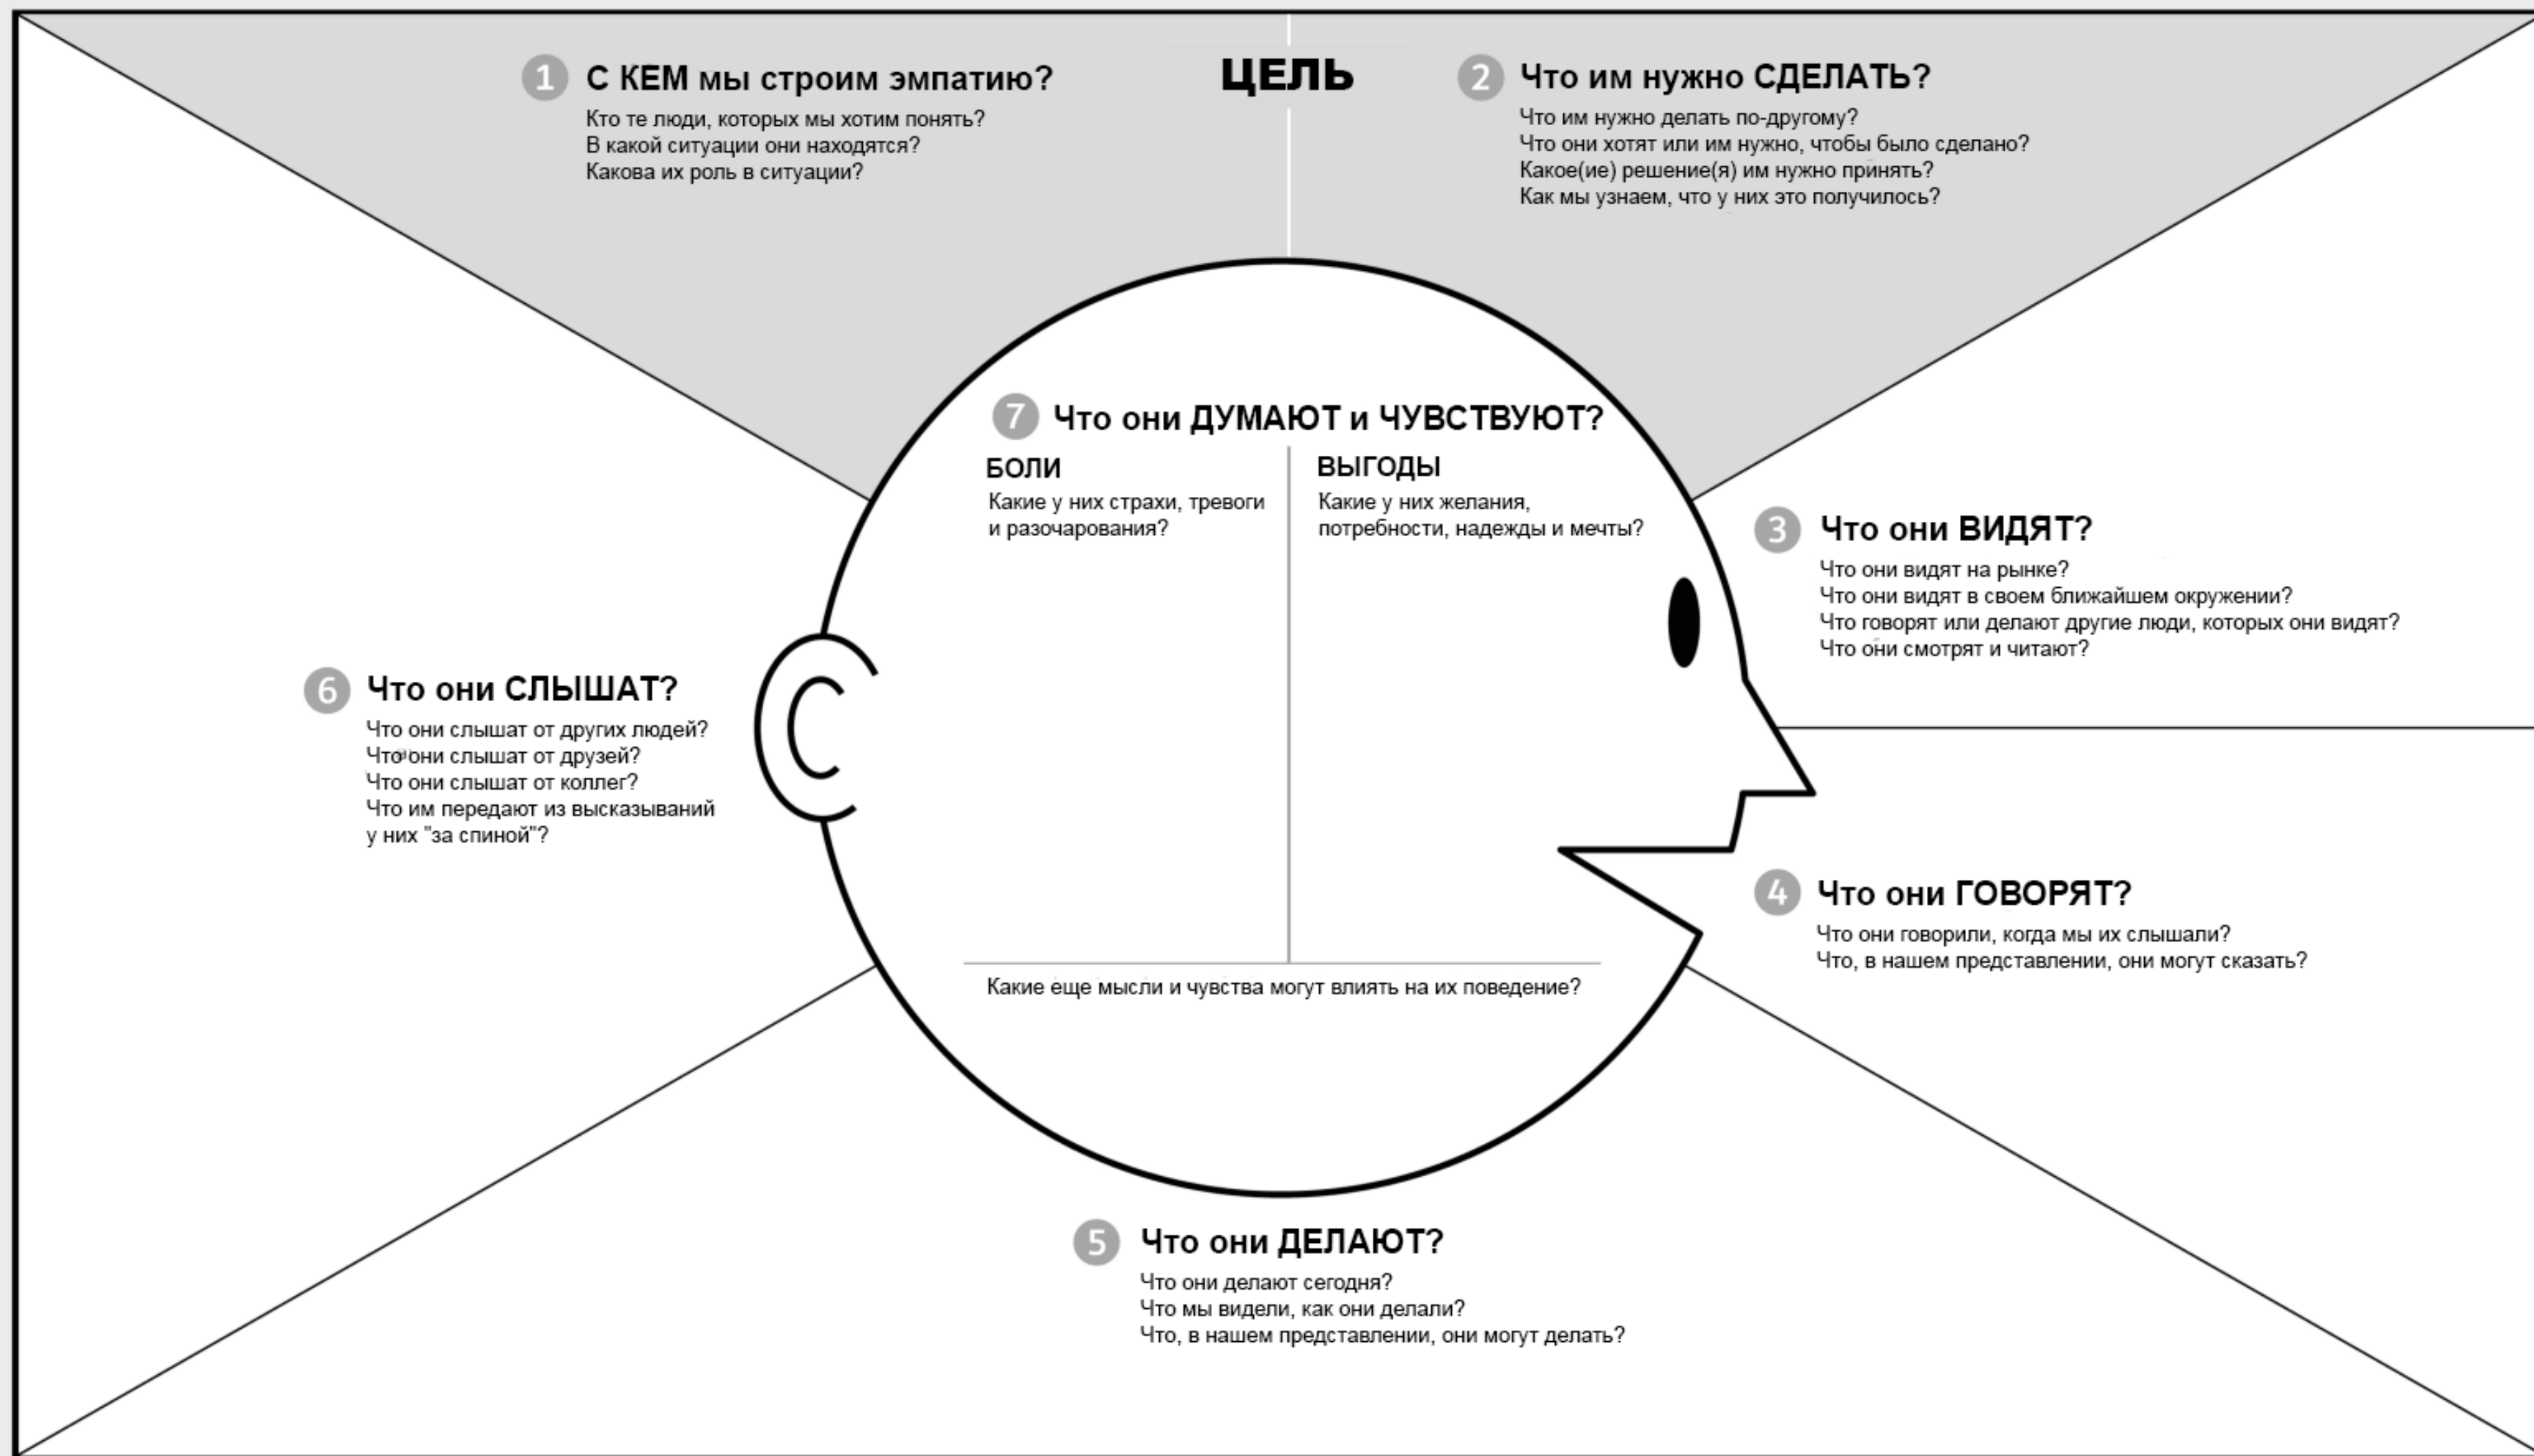 ЦЕЛЬ
1 С КЕМ мы строим эмпатию?
Кто те люди, которых мы хотим понять?
В какой ситуации они находятся?
Какова их роль в ситуации?
2 Что им нужно СДЕЛАТЬ?
Что им нужно делать по-другому?
Что они хотят или им нужно, чтобы было сделано?
Какое(ие) решение(я) им нужно принять?
Как мы узнаем, что у них это получилось?
3 Что они ВИДЯТ?
Что они видят на рынке?
Что они видят в своем ближайшем окружении?
Что говорят или делают другие люди, которых они видят?
Что они смотрят и читают?
4 Что они ГОВОРЯТ?
Что они говорили, когда мы их слышали?
Что, в нашем представлении, они могут сказать?
5 Что они ДЕЛАЮТ?
Что они делают сегодня?
Что мы видели, как они делали?
Что, в нашем представлении, они могут делать?
6 Что они СЛЫШАТ?
Что они слышат от других людей?
Что они слышат от друзей?
Что они слышат от коллег?
Что им передают из высказываний
у них "за спиной"?
7 Что они ДУМАЮТ и ЧУВСТВУЮТ?
БОЛИ
Какие у них страхи, тревоги
и разочарования?
ВЫГОДЫ
Какие у них желания,
потребности, надежды и мечты?
Какие еще мысли и чувства могут влиять на их поведение?